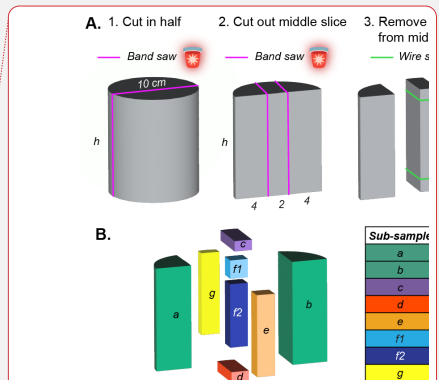 A. 1. Cut in half
2. Cut out middle slice
3. Remove
from mid
Band saw
Band saw
Wire s
10 cm
h
h
4 2 4
B.
a
g
c
f1
f2
d
e
b
Sub-sample
a
b
c
d
e
f1
f2
g